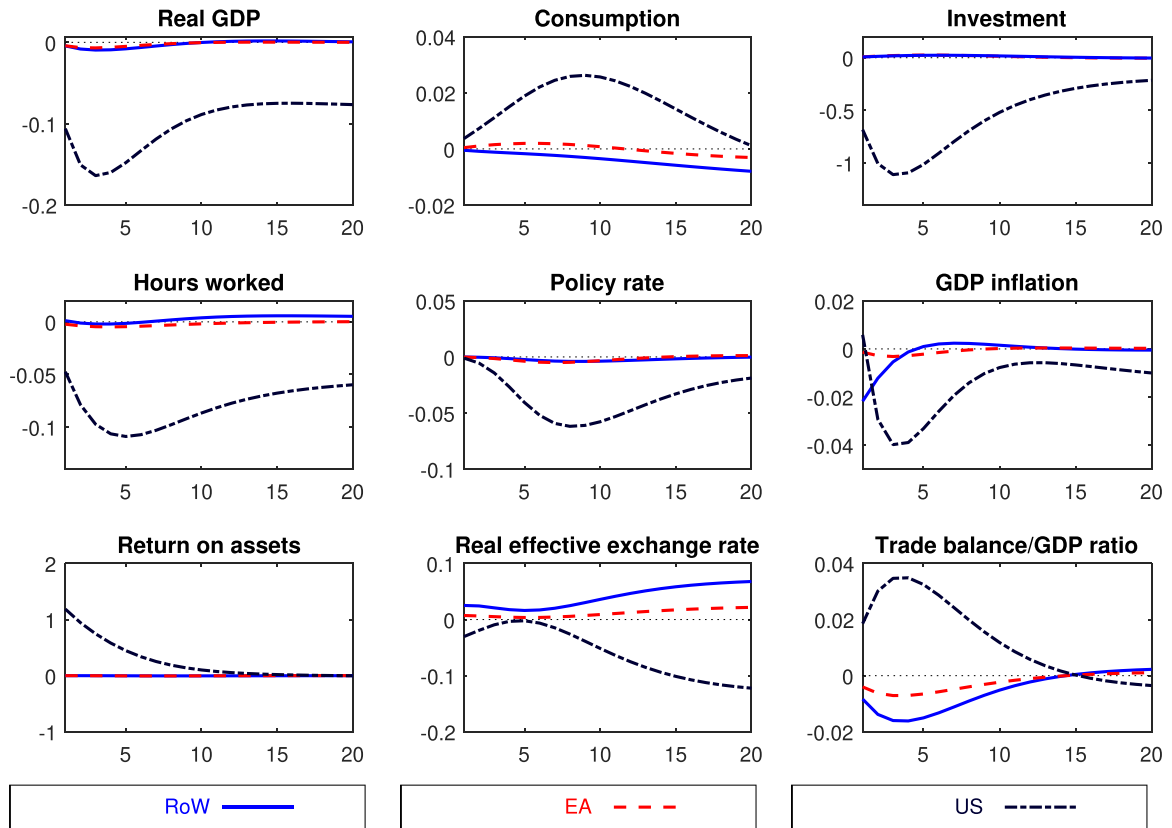 Real GDP
Consumption
Investment
0
-0.1
-0.2
5 10 15 20
0.04
0.02
0
-0.02
5 10 15 20
0
-0.5
-1
5 10 15 20
Hours worked
Policy rate
GDP inflation
0
-0.05
-0.1
5 10 15 20
0.05
0
-0.05
-0.1
5 10 15 20
0.02
0
-0.02
-0.04
5 10 15 20
Return on assets
Real effective exchange rate
Trade balance/GDP ratio
2
1
0
-1
5 10 15 20
0.1
0
-0.1
-0.2
5 10 15 20
0.04
0.02
0
-0.02
5 10 15 20
RoW
EA
US